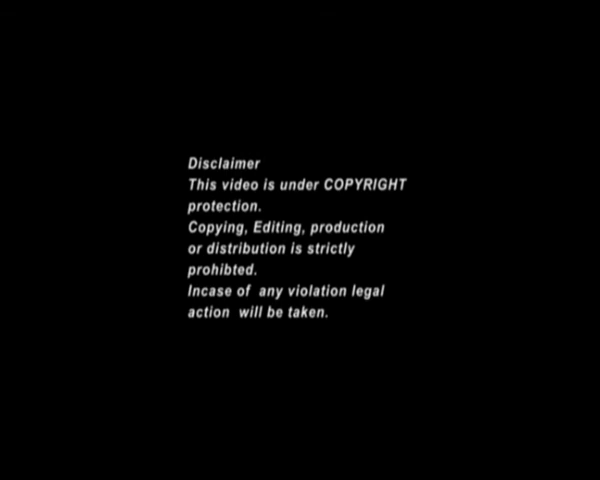 Disclaimer
This video is under COPYRIGHT
protection.
Copying, Editing, production
or distribution is strictly
prohibted.
Incase of  any violation legal
action  will be taken.